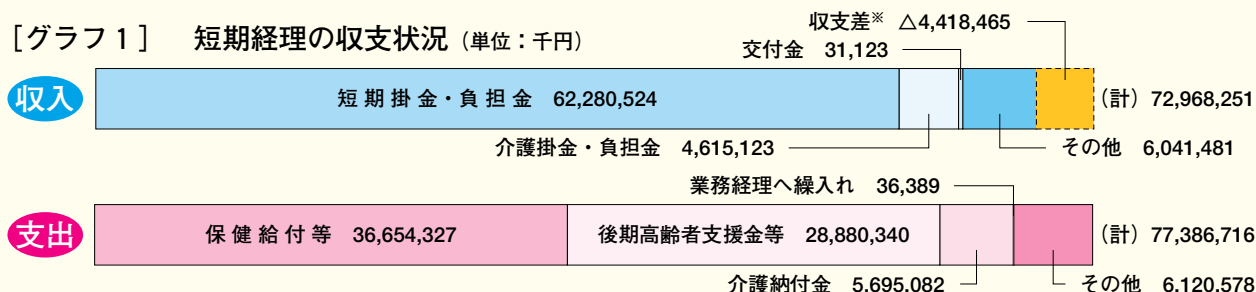 [グラフ1] 短期経理の収支状況(単位:千円)
収支差※ △4,418,465
交付金 31,123
収入
短期掛金・負担金 62,280,524
(計) 72,968,251
介護掛金・負担金 4,615,123
その他 6,041,481
業務経理へ繰入れ 36,389
支出
保健給付等 36,654,327
後期高齢者支援金等 28,880,340
(計) 77,386,716
介護納付金 5,695,082
その他 6,120,578